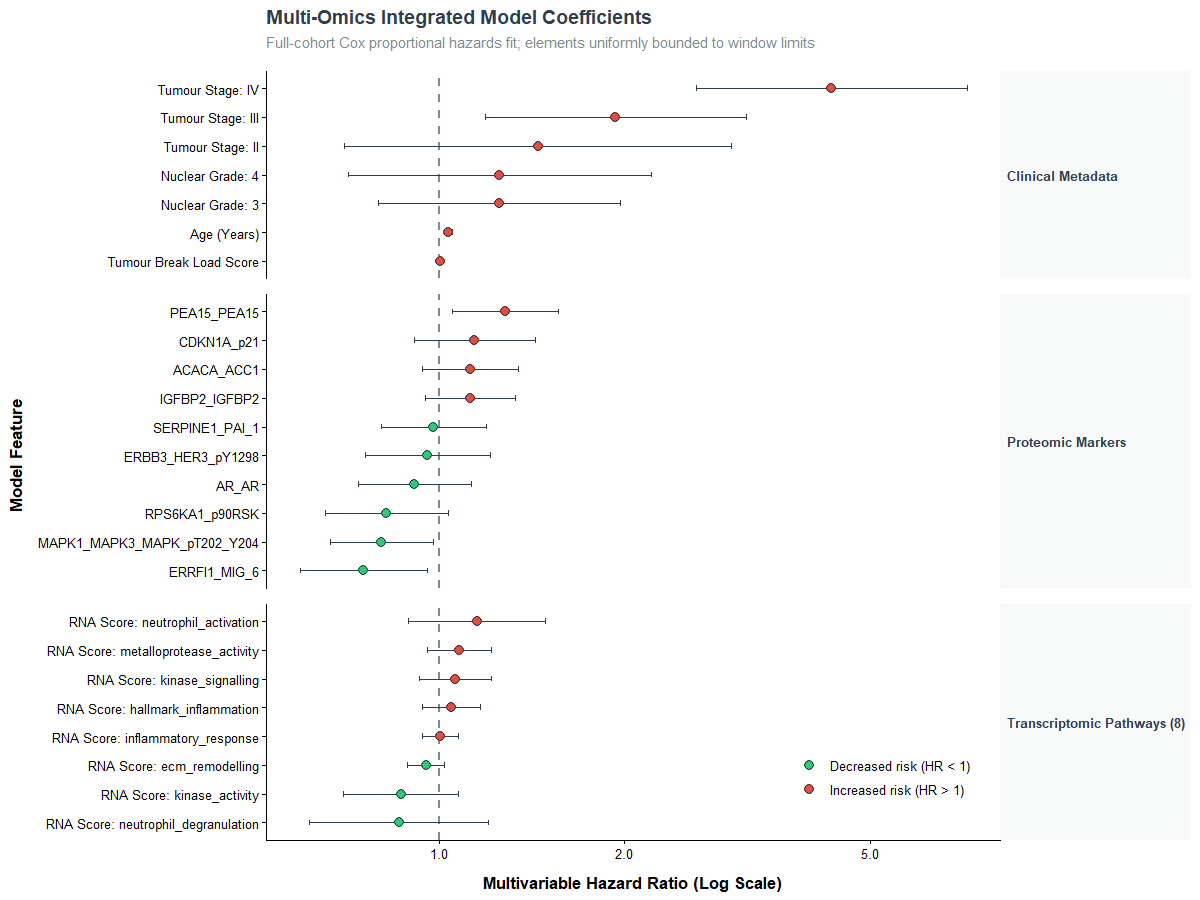 Multi-Omics Integrated Model Coefficients
Full-cohort Cox proportional hazards fit; elements uniformly bounded to window limits
Model Feature
Tumour Stage: IV
Tumour Stage: III
Tumour Stage: II
Nuclear Grade: 4
Nuclear Grade: 3
Age (Years)
Tumour Break Load Score
Clinical Metadata
PEA15_PEA15
CDKN1A_p21
ACACA_ACC1
IGFBP2_IGFBP2
SERPINE1_PAI_1
ERBB3_HER3_pY1298
AR_AR
RPS6KA1_p90RSK
MAPK1_MAPK3_MAPK_pT202_Y204
ERRFI1_MIG_6
Proteomic Markers
RNA Score: neutrophil_activation
RNA Score: metalloprotease_activity
RNA Score: kinase_signalling
RNA Score: hallmark_inflammation
RNA Score: inflammatory_response
RNA Score: ecm_remodelling
RNA Score: kinase_activity
RNA Score: neutrophil_degranulation
Transcriptomic Pathways (8)
Decreased risk (HR < 1)
Increased risk (HR > 1)
1.0 2.0 5.0
Multivariable Hazard Ratio (Log Scale)